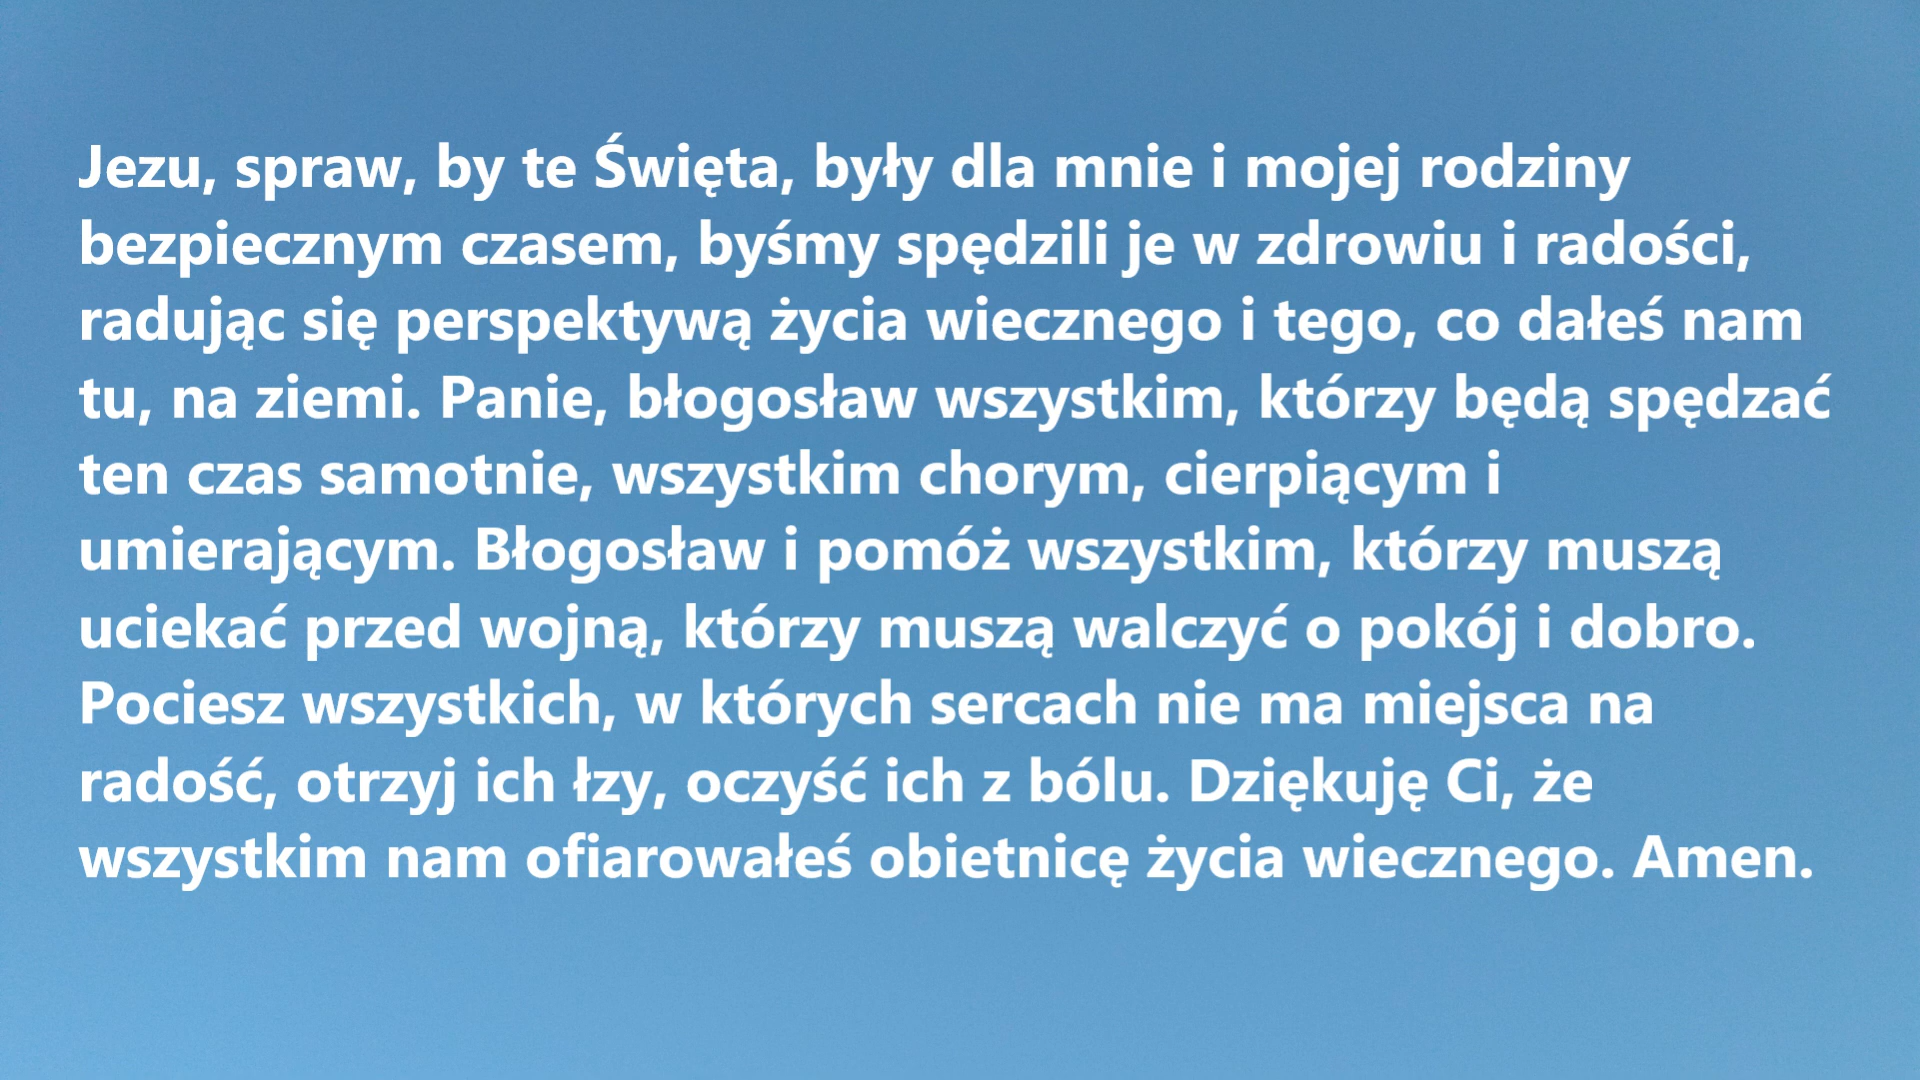 Jezu, spraw, by te Święta, były dla mnie i mojej rodziny
bezpiecznym czasem, byśmy spędzili je w zdrowiu i radości,
radując się perspektywą życia wiecznego i tego, co dałeś nam
tu, na ziemi. Panie, błogosław wszystkim, którzy będą spędzać
ten czas samotnie, wszystkim chorym, cierpiącym i
umierającym. Błogosław i pomóż wszystkim, którzy muszą
uciekać przed wojną, którzy muszą walczyć o pokój i dobro.
Pociesz wszystkich, w których sercach nie ma miejsca na
radość, otrzyj ich łzy, oczyść ich z bólu. Dziękuję Ci, że
wszystkim nam ofiarowałeś obietnicę życia wiecznego. Amen.